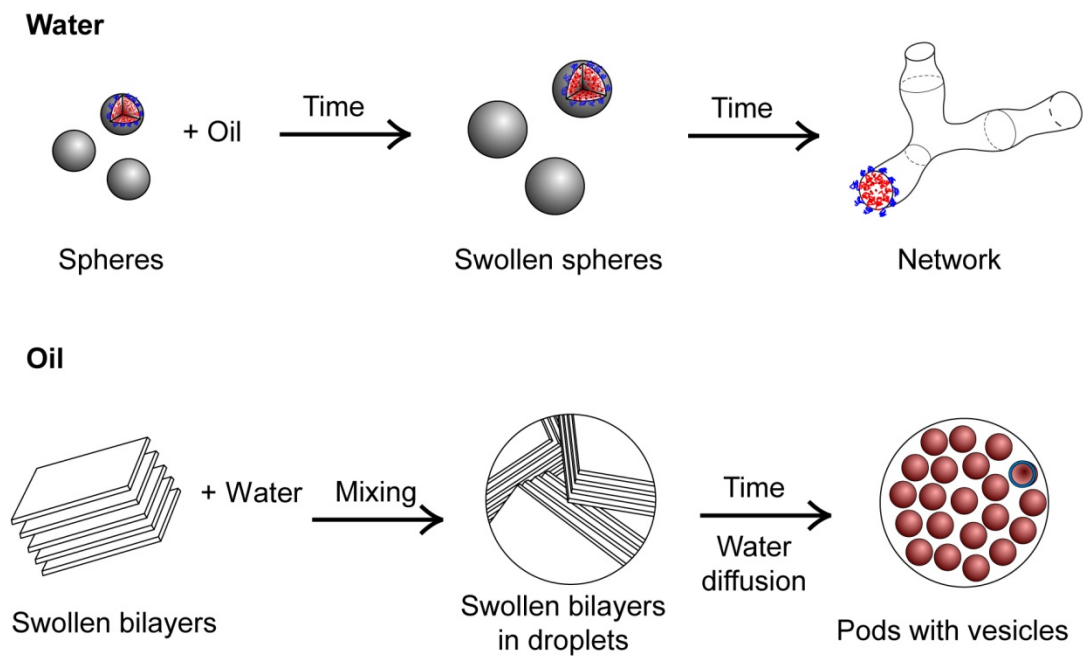 Water
+ Oil
Time
Time
Spheres
Swollen spheres
Network
Oil
+ Water
Mixing
Time
Water
diffusion
Swollen bilayers
Swollen bilayers
in droplets
Pods with vesicles